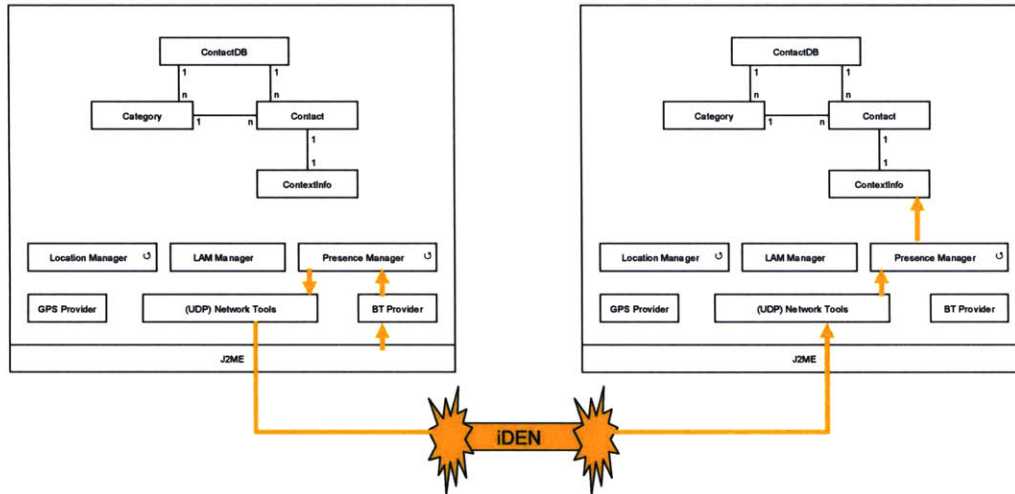 ContactDB
1 1
n n
Category
1 n
Contact
1
1
ContextInfo
Location Manager
LAM Manager
Presence Manager
GPS Provider
(UDP) Network Tools
BT Provider
J2ME
ContactDB
1 1
n n
Category
1 n
Contact
1
1
ContextInfo
Location Manager
LAM Manager
Presence Manager
GPS Provider
(UDP) Network Tools
BT Provider
J2ME
iDEN